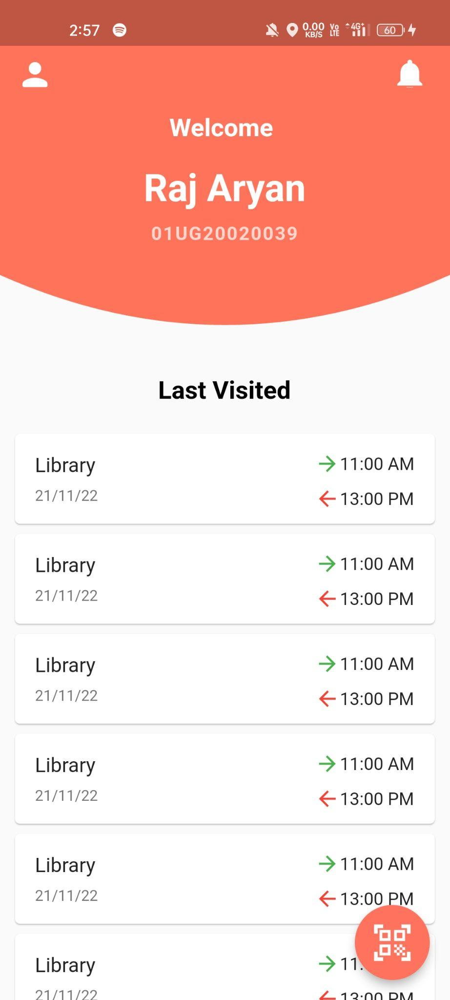 2:57 0.00 KB/S Vo LTE 4G+ 60
Welcome
Raj Aryan
01UG20020039
Last Visited
Library 11:00 AM
21/11/22 13:00 PM
Library 11:00 AM
21/11/22 13:00 PM
Library 11:00 AM
21/11/22 13:00 PM
Library 11:00 AM
21/11/22 13:00 PM
Library 11:00 AM
21/11/22 13:00 PM
Library 11:
21/11/22 13:00 PM